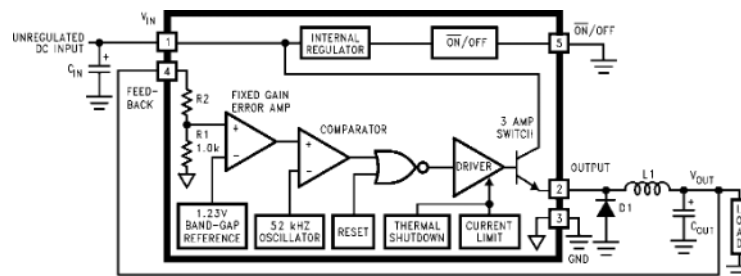 V_IN
UNREGULATED
DC INPUT
C_IN
+
1
4
FEED-
BACK
R2
R1
1.0k
INTERNAL
REGULATOR
ON/OFF
5
ON/OFF
FIXED GAIN
ERROR AMP
+
−
COMPARATOR
+
−
DRIVER
3 AMP
SWITCH
1.23V
BAND-GAP
REFERENCE
52 kHZ
OSCILLATOR
RESET
THERMAL
SHUTDOWN
CURRENT
LIMIT
OUTPUT
2
3
GND
D1
L1
V_OUT
+
C_OUT
L
O
A
D